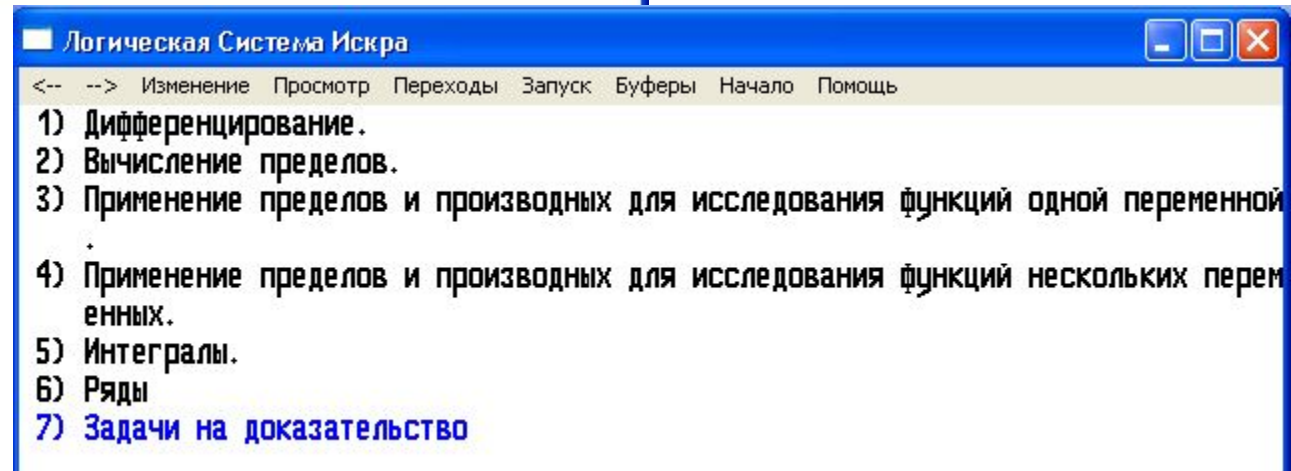 Логическая Система Искра
<-- --> Изменение Просмотр Переходы Запуск Буферы Начало Помощь
1) Дифференцирование.
2) Вычисление пределов.
3) Применение пределов и производных для исследования функций одной переменной
.
4) Применение пределов и производных для исследования функций нескольких перем
енных.
5) Интегралы.
6) Ряды
7) Задачи на доказательство